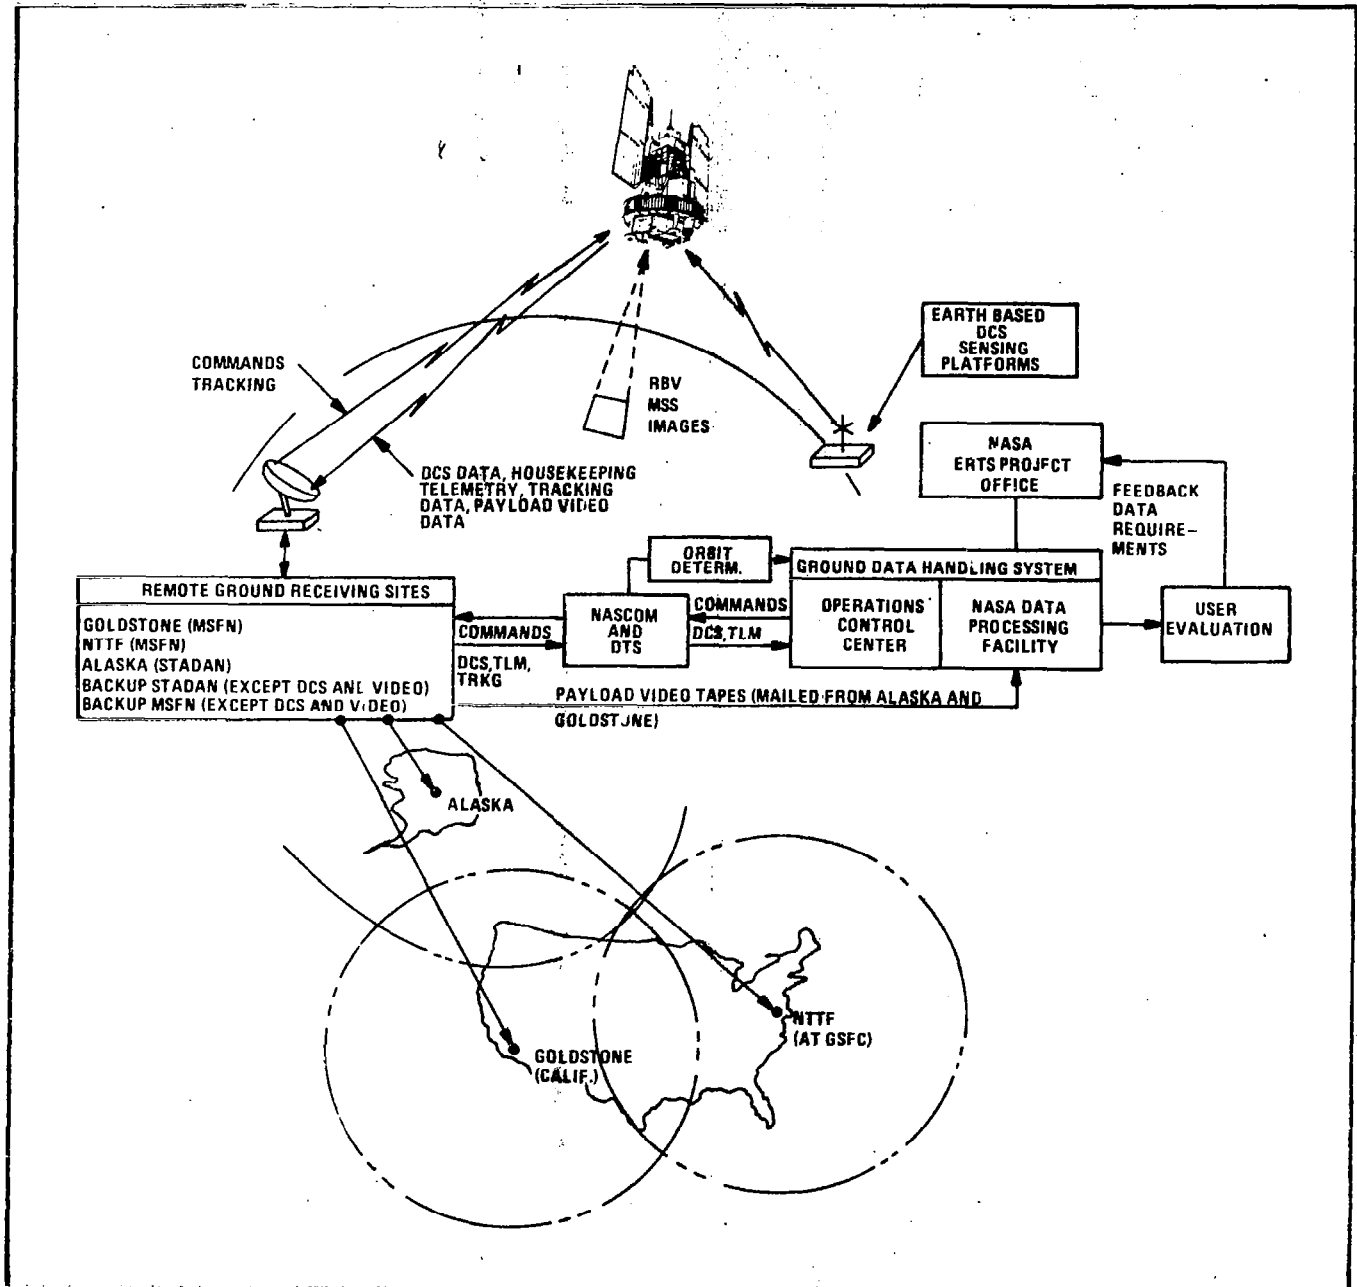 EARTH BASED
DCS
SENSING
PLATFORMS
COMMANDS
TRACKING
RBV
MSS
IMAGES
NASA
ERTS PROJECT
OFFICE
DCS DATA, HOUSEKEEPING
TELEMETRY, TRACKING
DATA, PAYLOAD VIDEO
DATA
FEEDBACK
DATA
REQUIRE-
MENTS
ORBIT
DETERM.
GROUND DATA HANDLING SYSTEM
REMOTE GROUND RECEIVING SITES
GOLDSTONE (MSFN)
NTTF (MSFN)
ALASKA (STADAN)
BACKUP STADAN (EXCEPT DCS AND VIDEO)
BACKUP MSFN (EXCEPT DCS AND VIDEO)
COMMANDS
DCS, TLM,
TRKG
NASCOM
AND
DTS
COMMANDS
DCS, TLM
OPERATIONS
CONTROL
CENTER
NASA DATA
PROCESSING
FACILITY
USER
EVALUATION
PAYLOAD VIDEO TAPES (MAILED FROM ALASKA AND
GOLDSTONE)
ALASKA
NTTF
(AT GSFC)
GOLDSTONE
(CALIF.)